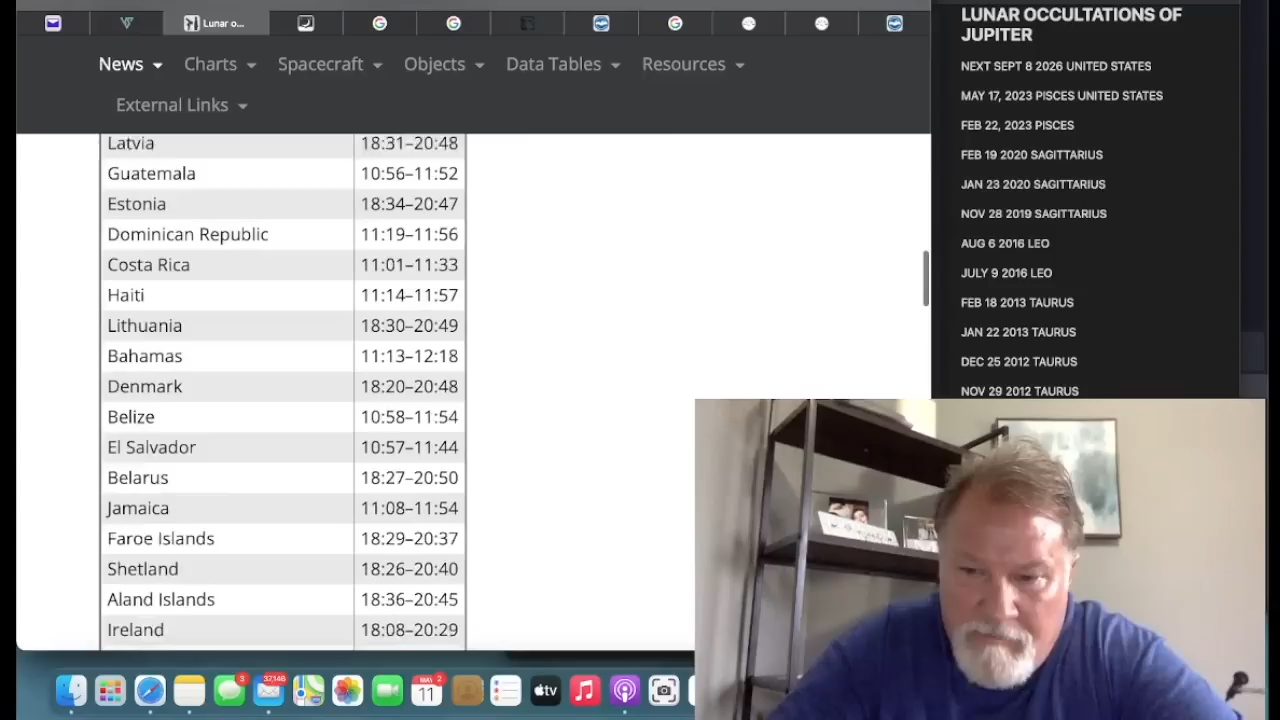 Lunar o...
News
Charts
Spacecraft
Objects
Data Tables
Resources
External Links
Latvia 18:31–20:48
Guatemala 10:56–11:52
Estonia 18:34–20:47
Dominican Republic 11:19–11:56
Costa Rica 11:01–11:33
Haiti 11:14–11:57
Lithuania 18:30–20:49
Bahamas 11:13–12:18
Denmark 18:20–20:48
Belize 10:58–11:54
El Salvador 10:57–11:44
Belarus 18:27–20:50
Jamaica 11:08–11:54
Faroe Islands 18:29–20:37
Shetland 18:26–20:40
Aland Islands 18:36–20:45
Ireland 18:08–20:29
LUNAR OCCULTATIONS OF
JUPITER
NEXT SEPT 8 2026 UNITED STATES
MAY 17, 2023 PISCES UNITED STATES
FEB 22, 2023 PISCES
FEB 19 2020 SAGITTARIUS
JAN 23 2020 SAGITTARIUS
NOV 28 2019 SAGITTARIUS
AUG 6 2016 LEO
JULY 9 2016 LEO
FEB 18 2013 TAURUS
JAN 22 2013 TAURUS
DEC 25 2012 TAURUS
NOV 29 2012 TAURUS
3
37,146
MAY
2
11
tv